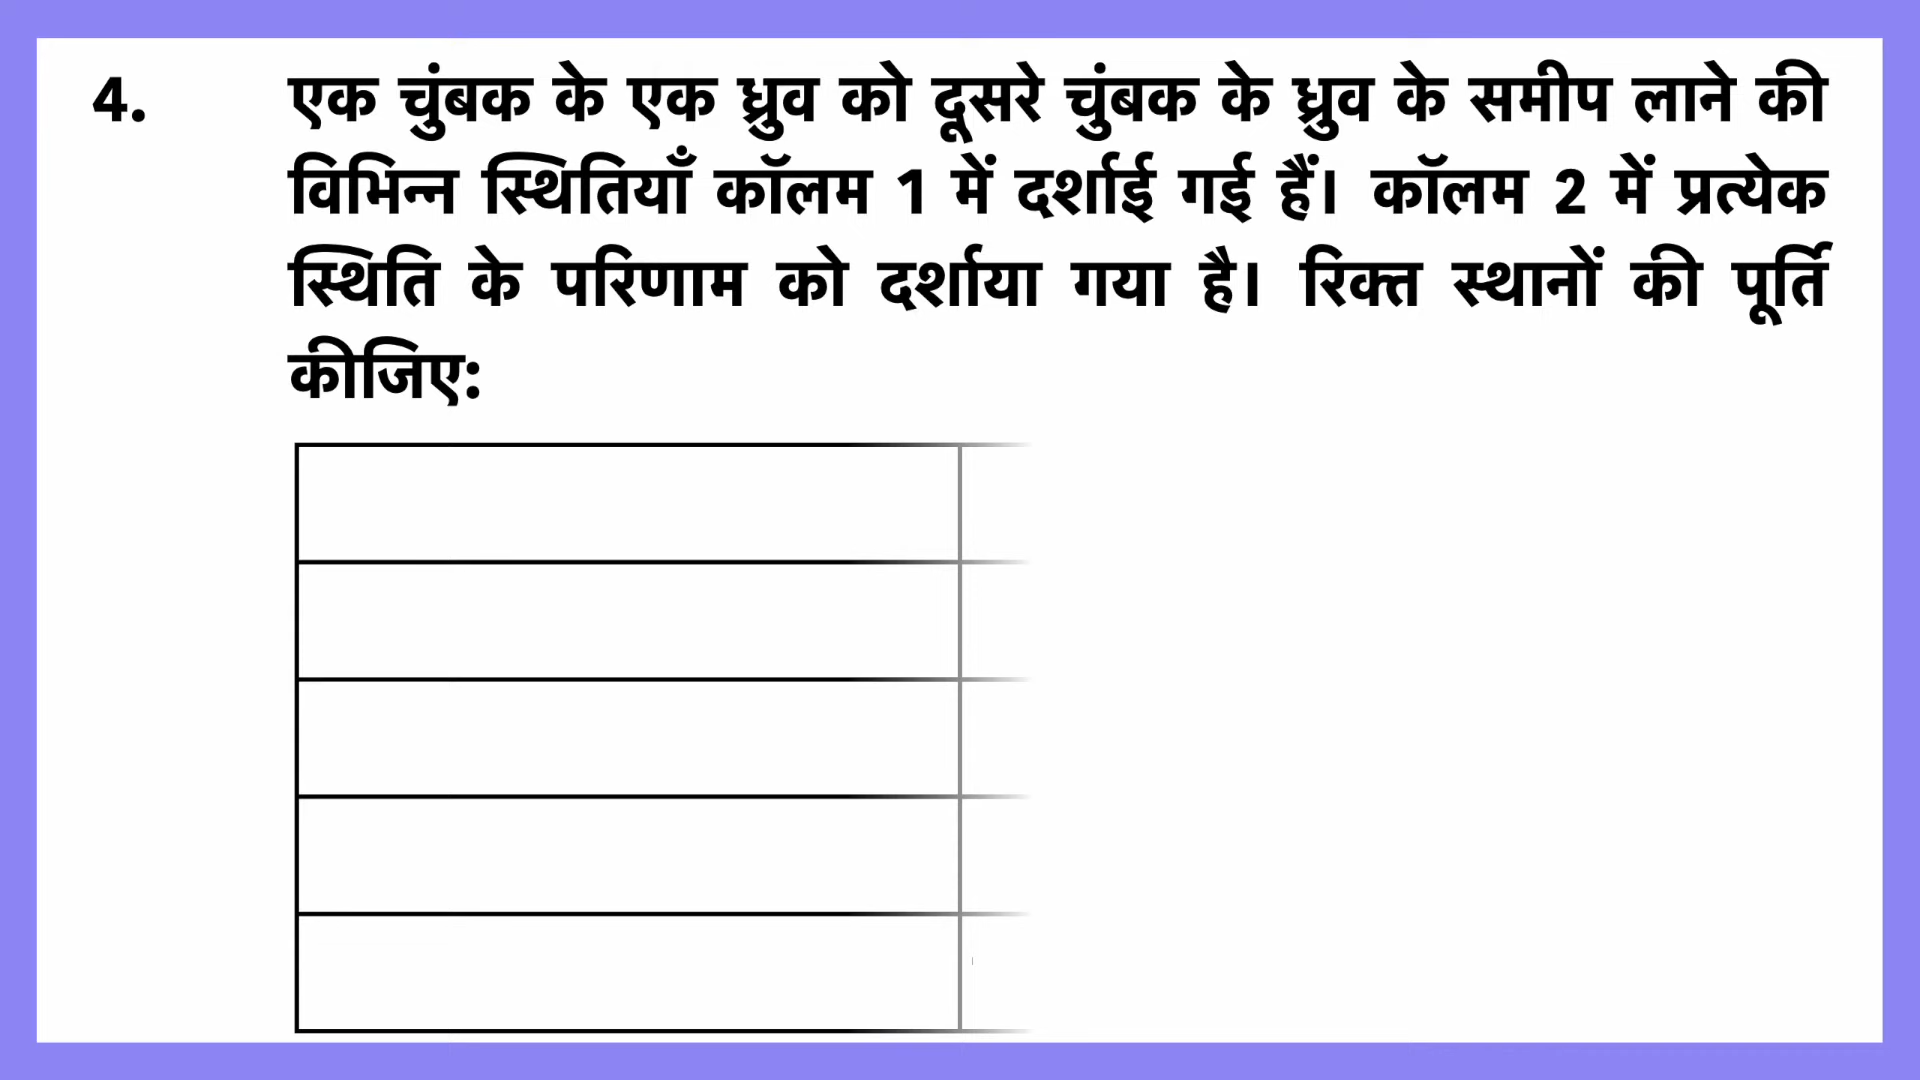 4. एक चुंबक के एक ध्रुव को दूसरे चुंबक के ध्रुव के समीप लाने की
विभिन्न स्थितियाँ कॉलम 1 में दर्शाई गई हैं। कॉलम 2 में प्रत्येक
स्थिति के परिणाम को दर्शाया गया है। रिक्त स्थानों की पूर्ति
कीजिए: